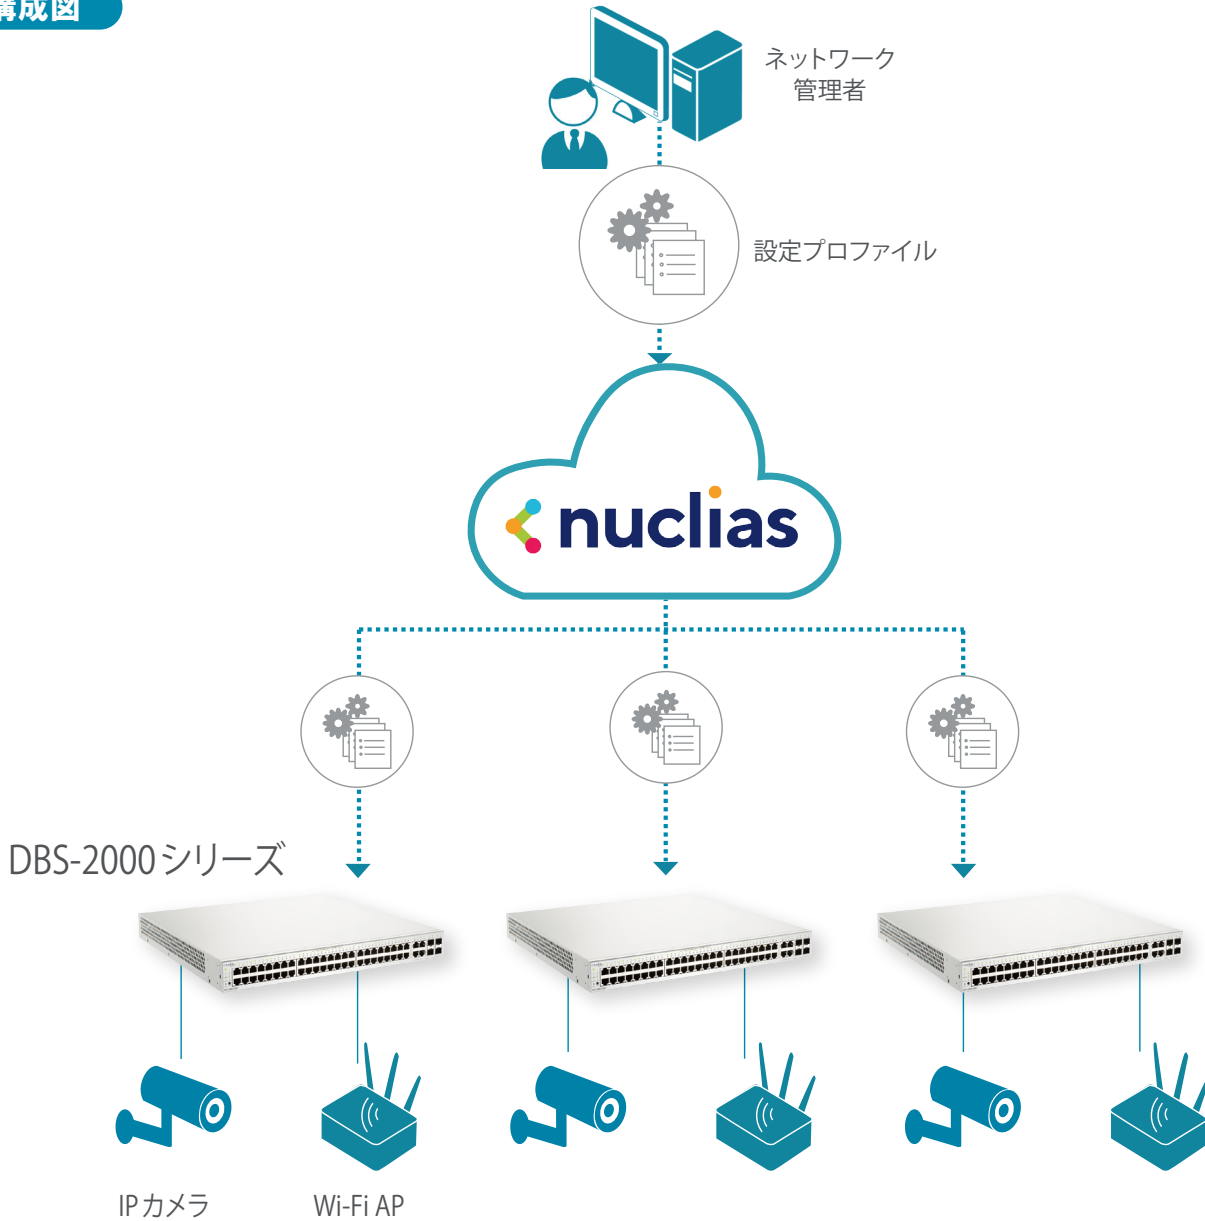 構成図
ネットワーク
管理者
設定プロファイル
nuclias
DBS-2000シリーズ
IPカメラ
Wi-Fi AP